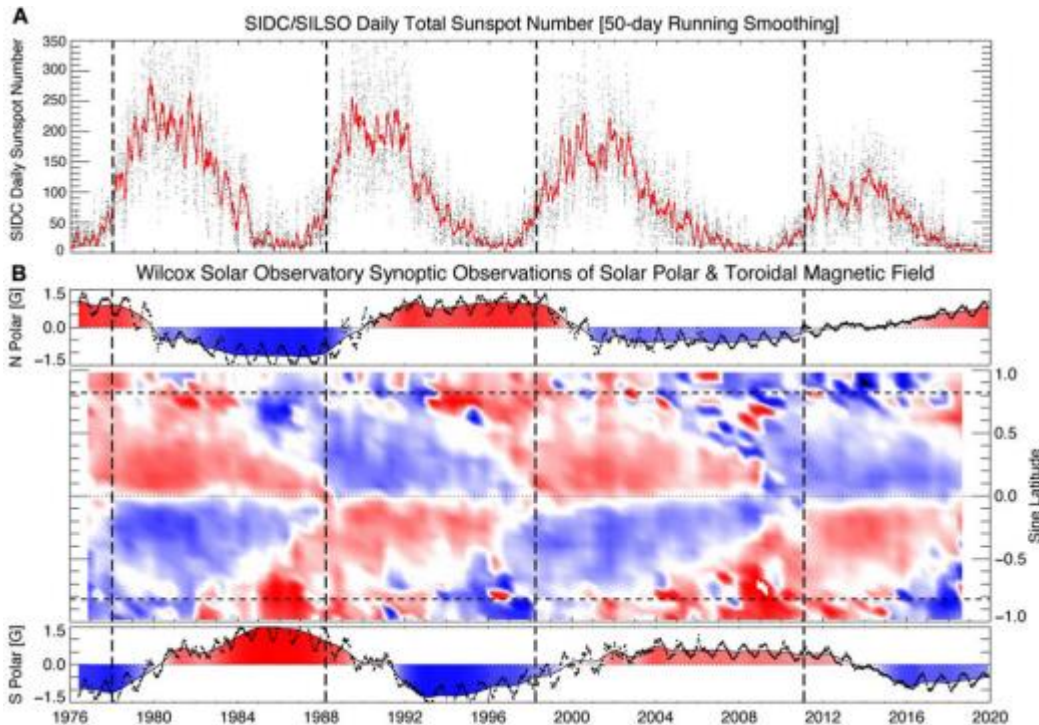 A
SIDC/SILSO Daily Total Sunspot Number [50-day Running Smoothing]
SIDC Daily Sunspot Number
350
300
250
200
150
100
50
0
B
Wilcox Solar Observatory Synoptic Observations of Solar Polar & Toroidal Magnetic Field
N Polar [G]
1.5
0.0
−1.5
1.0
0.5
0.0
−0.5
−1.0
Sine Latitude
S Polar [G]
1.5
0.0
−1.5
1976 1980 1984 1988 1992 1996 2000 2004 2008 2012 2016 2020